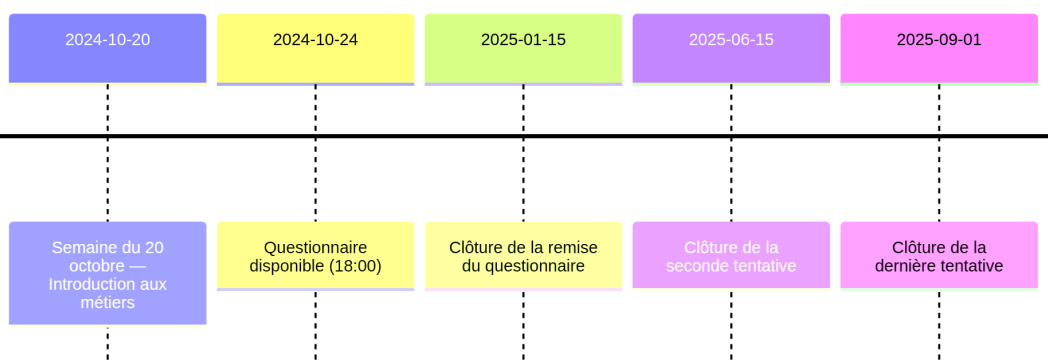 2024-10-20
2024-10-24
2025-01-15
2025-06-15
2025-09-01
Semaine du 20
octobre —
Introduction aux
métiers
Questionnaire
disponible (18:00)
Clôture de la remise
du questionnaire
Clôture de la
seconde tentative
Clôture de la
dernière tentative